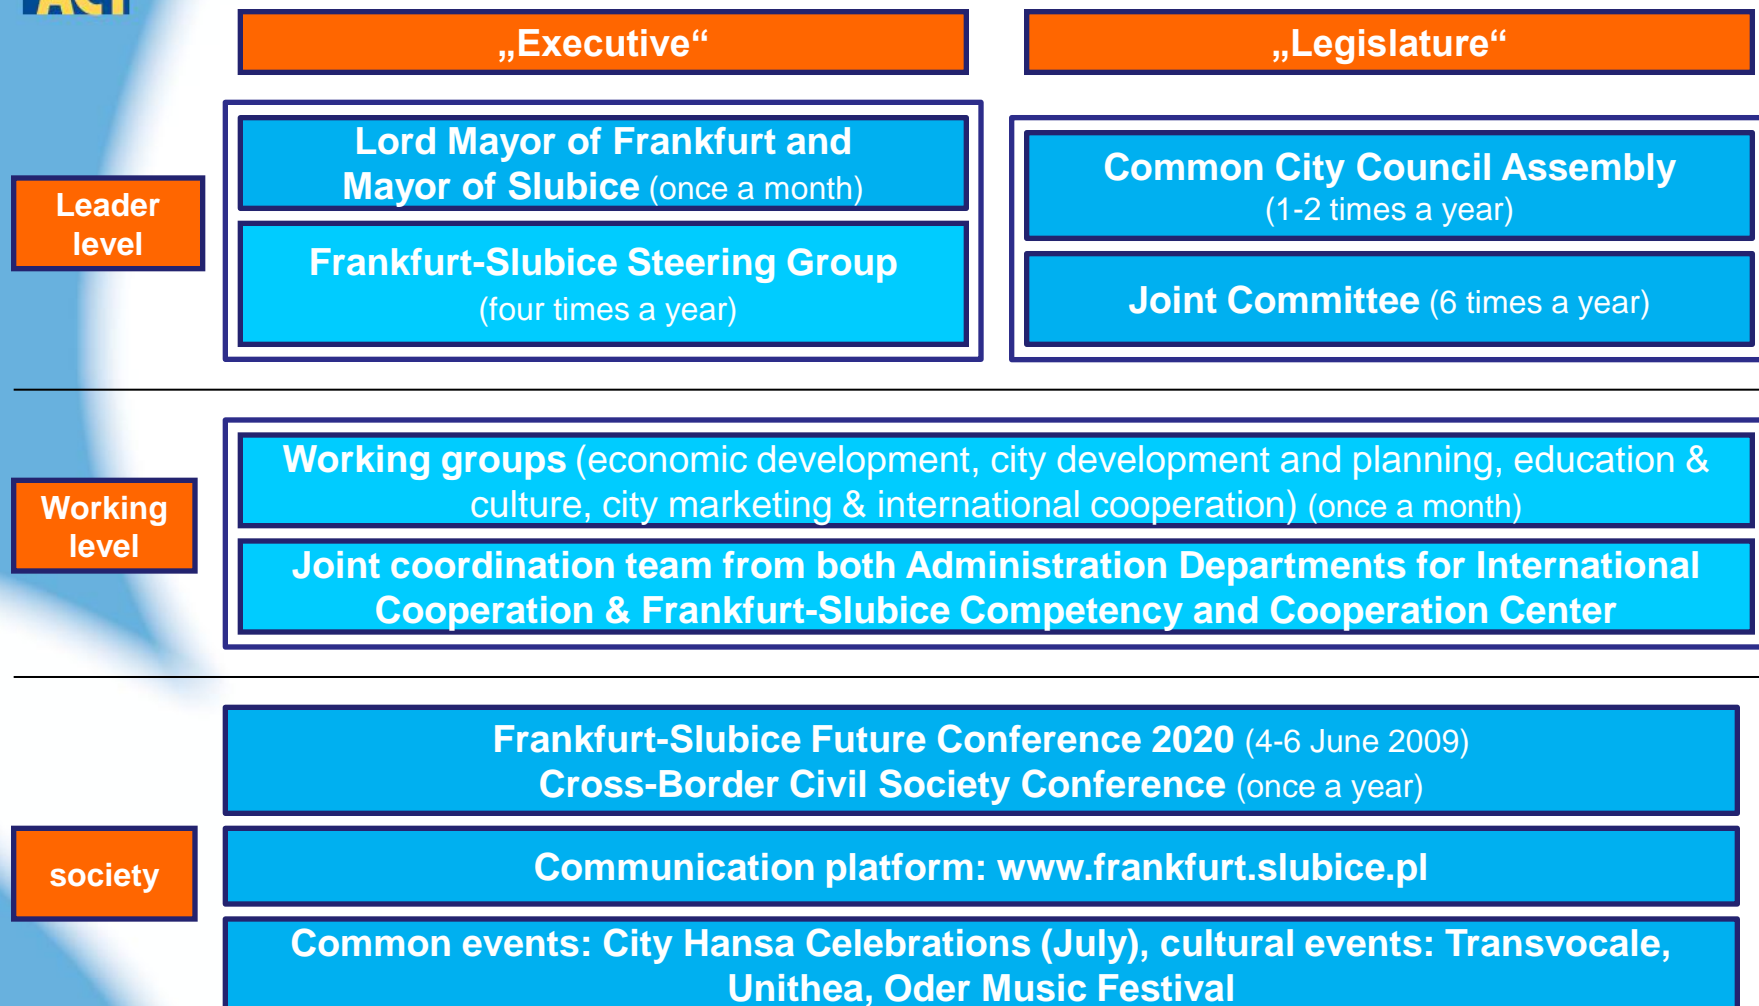 ACT
„Executive“
„Legislature“
Leader
level
Lord Mayor of Frankfurt and
Mayor of Slubice (once a month)
Frankfurt-Slubice Steering Group
(four times a year)
Common City Council Assembly
(1-2 times a year)
Joint Committee (6 times a year)
Working
level
Working groups (economic development, city development and planning, education &
culture, city marketing & international cooperation) (once a month)
Joint coordination team from both Administration Departments for International
Cooperation & Frankfurt-Slubice Competency and Cooperation Center
society
Frankfurt-Slubice Future Conference 2020 (4-6 June 2009)
Cross-Border Civil Society Conference (once a year)
Communication platform: www.frankfurt.slubice.pl
Common events: City Hansa Celebrations (July), cultural events: Transvocale,
Unithea, Oder Music Festival